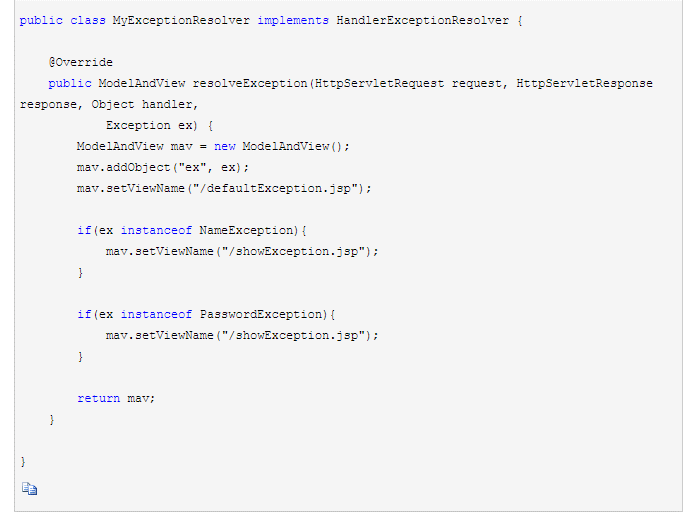 public class MyExceptionResolver implements HandlerExceptionResolver {
@Override
public ModelAndView resolveException(HttpServletRequest request, HttpServletResponse
response, Object handler,
Exception ex) {
ModelAndView mav = new ModelAndView();
mav.addObject("ex", ex);
mav.setViewName("/defaultException.jsp");
if(ex instanceof NameException){
mav.setViewName("/showException.jsp");
}
if(ex instanceof PasswordException){
mav.setViewName("/showException.jsp");
}
return mav;
}
}